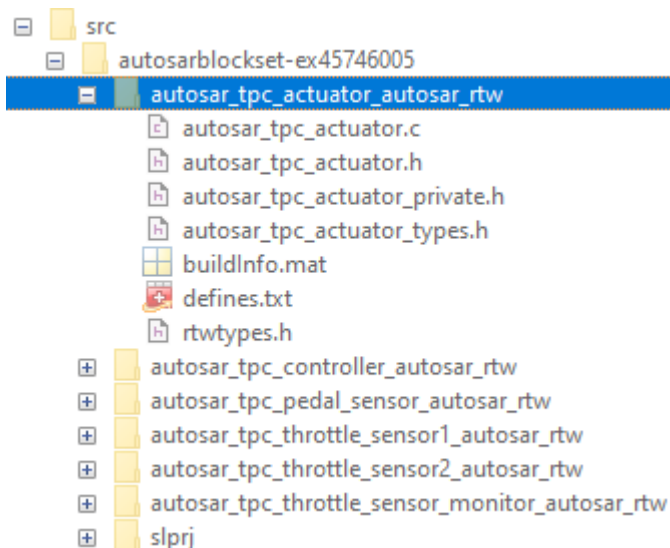 src
autosarblockset-ex45746005
autosar_tpc_actuator_autosar_rtw
autosar_tpc_actuator.c
autosar_tpc_actuator.h
autosar_tpc_actuator_private.h
autosar_tpc_actuator_types.h
buildInfo.mat
defines.txt
rtwtypes.h
autosar_tpc_controller_autosar_rtw
autosar_tpc_pedal_sensor_autosar_rtw
autosar_tpc_throttle_sensor1_autosar_rtw
autosar_tpc_throttle_sensor2_autosar_rtw
autosar_tpc_throttle_sensor_monitor_autosar_rtw
slprj